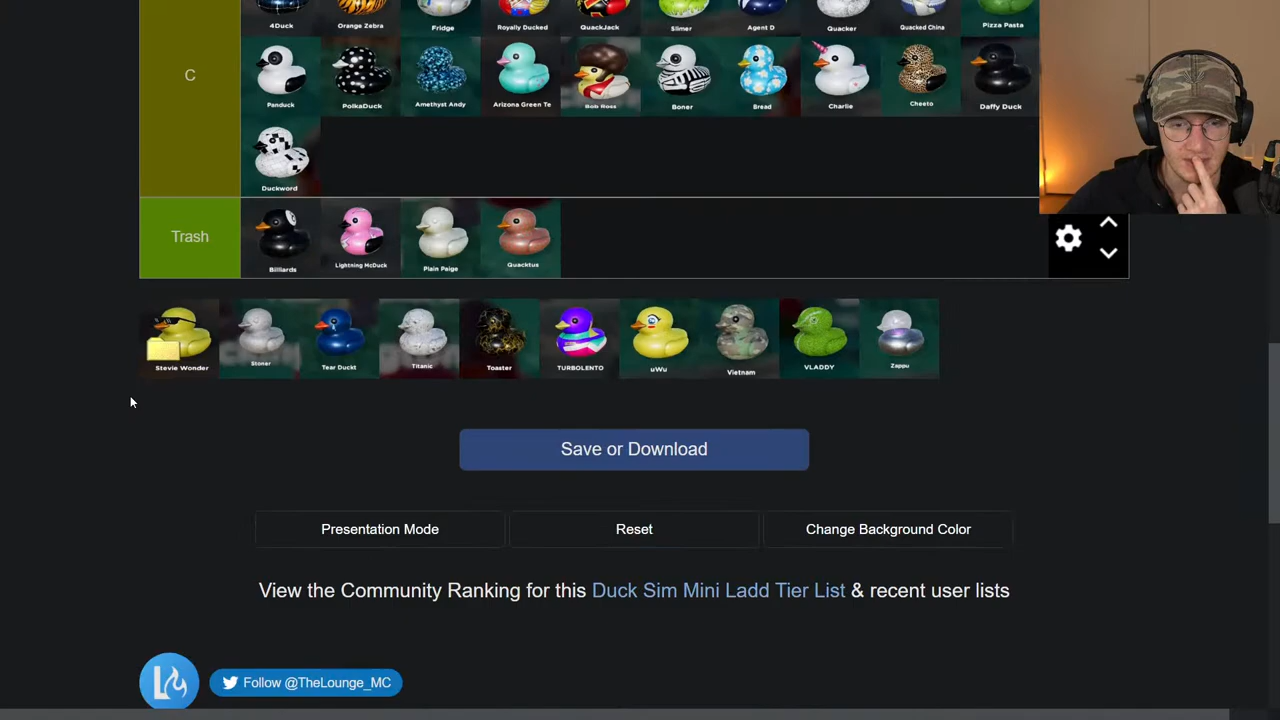 4Duck Orange Zebra Fridge Royally Ducked QuackJack Slimer Agent D Quacker Quacked China Pizza Pasta
C
Panduck PolkaDuck Amethyst Andy Arizona Green Te Bob Ross Boner Bread Charlie Cheeto Daffy Duck
Duckword
Trash
Billiards Lightning McDuck Plain Paige Quacktus
Stevie Wonder Stoner Tear Duckt Titanic Toaster TURBOLENTO uWu Vietnam VLADDY Zappu
Save or Download
Presentation Mode Reset Change Background Color
View the Community Ranking for this Duck Sim Mini Ladd Tier List & recent user lists
Follow @TheLounge_MC